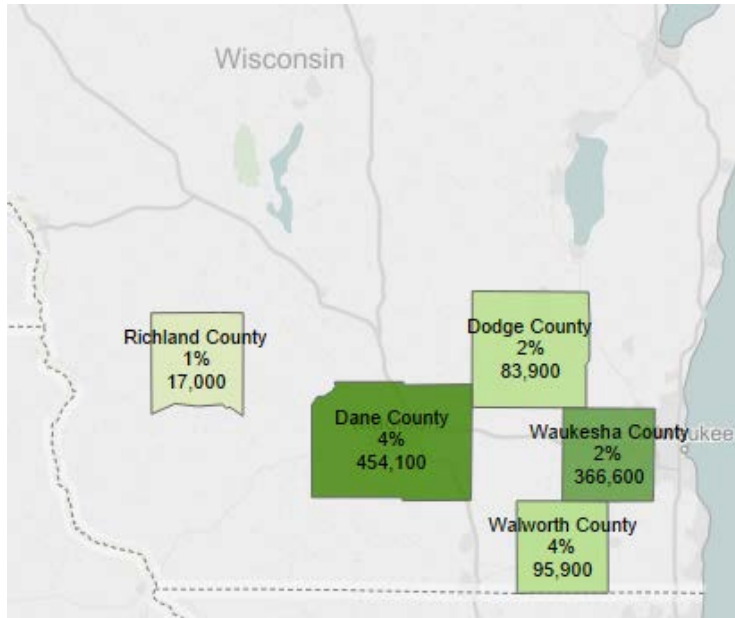 Wisconsin
Richland County
1%
17,000
Dodge County
2%
83,900
Dane County
4%
454,100
Waukesha County
2%
366,600
ukee
Walworth County
4%
95,900